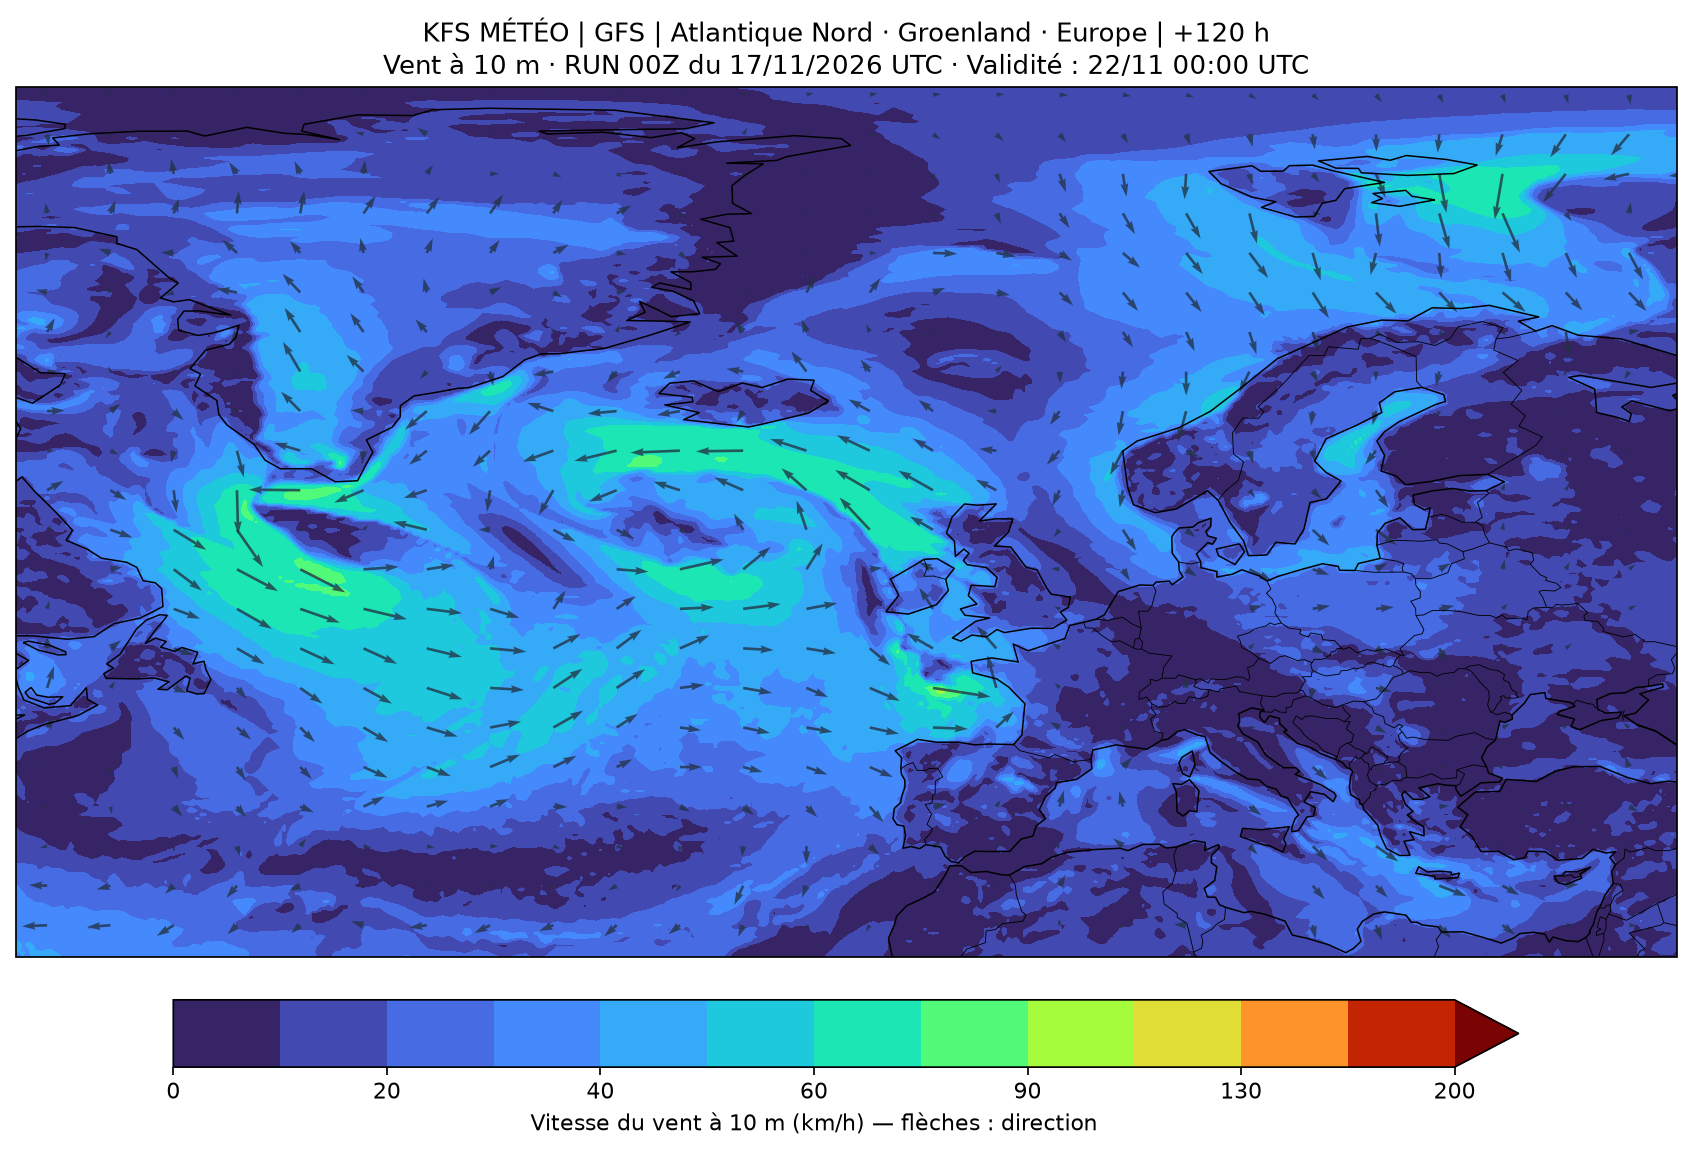 KFS MÉTÉO | GFS | Atlantique Nord · Groenland · Europe | +120 h
Vent à 10 m · RUN 00Z du 17/11/2026 UTC · Validité : 22/11 00:00 UTC
0 20 40 60 90 130 200
Vitesse du vent à 10 m (km/h) — flèches : direction